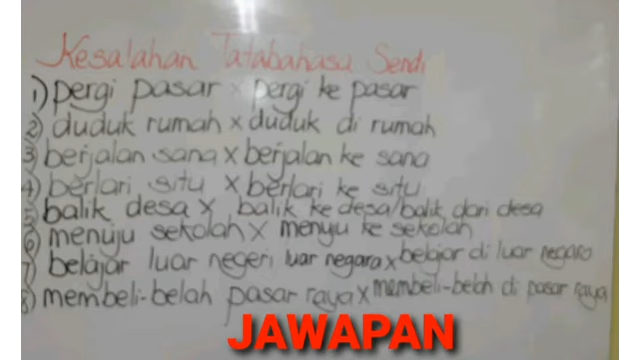 Kesalahan Tatabahasa Sendi
1) pergi pasar x pergi ke pasar
2) duduk rumah x duduk di rumah
3) berjalan sana x berjalan ke sana
4) berlari situ x berlari ke situ
5) balik desa x balik ke desa/balik dari desa
6) menuju sekolah x menuju ke sekolah
7) belajar luar negeri luar negara x belajar di luar negara
8) membeli-belah pasar raya x membeli-belah di pasar raya
JAWAPAN